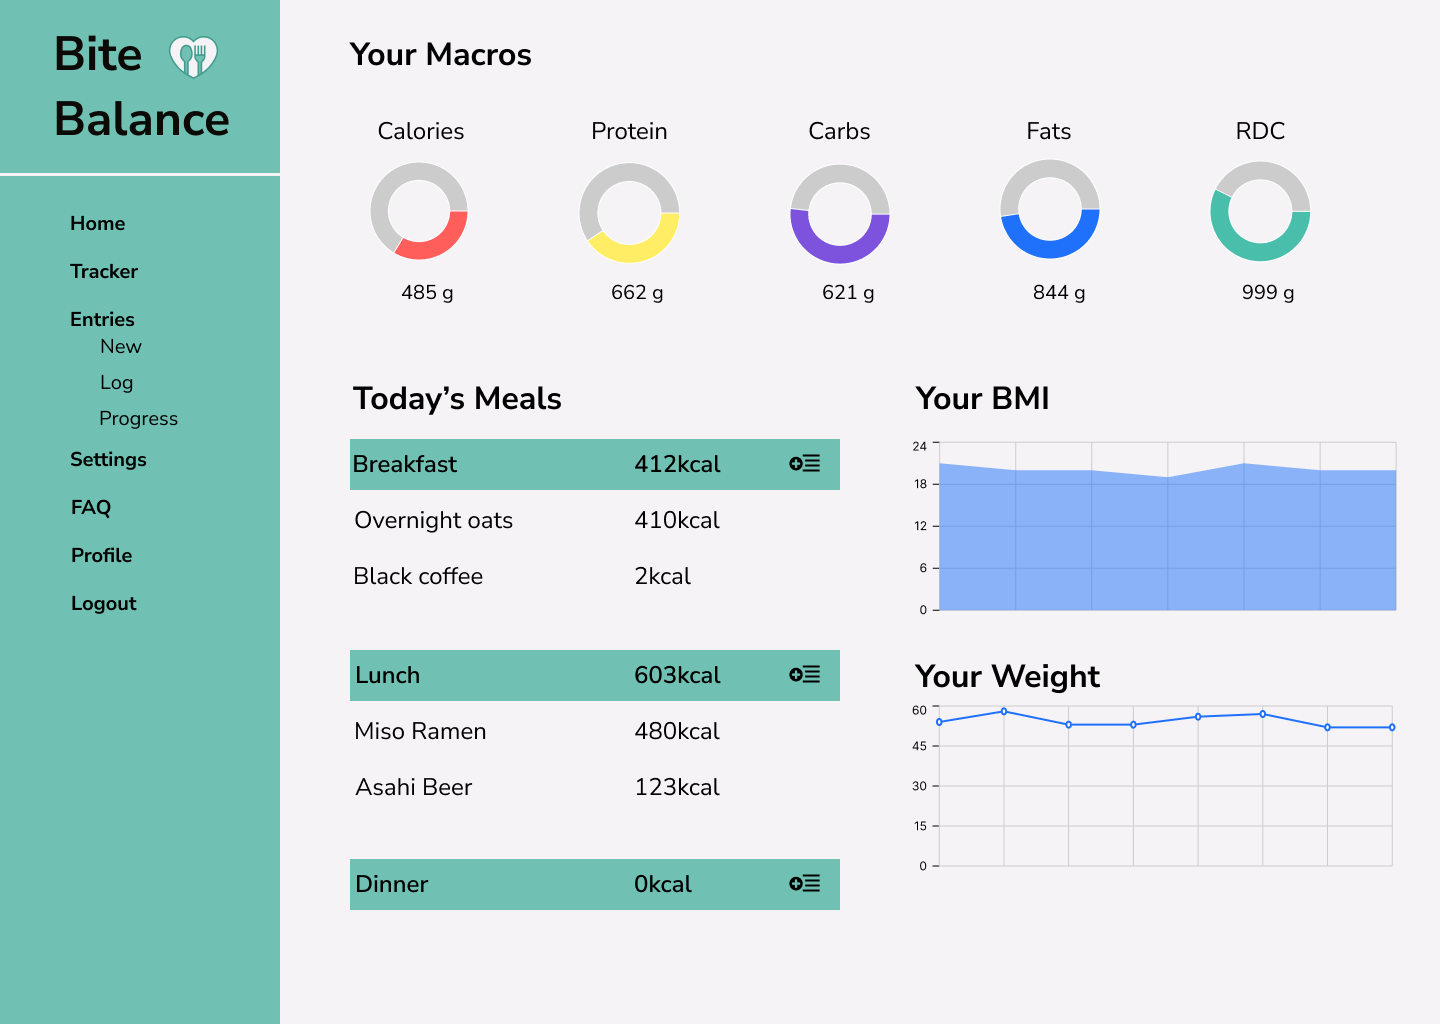 Bite
Balance
Home
Tracker
Entries
New
Log
Progress
Settings
FAQ
Profile
Logout
Your Macros
Calories
Protein
Carbs
Fats
RDC
485 g
662 g
621 g
844 g
999 g
Today’s Meals
Breakfast 412kcal
Overnight oats 410kcal
Black coffee 2kcal
Lunch 603kcal
Miso Ramen 480kcal
Asahi Beer 123kcal
Dinner 0kcal
Your BMI
24
18
12
6
0
Your Weight
60
45
30
15
0